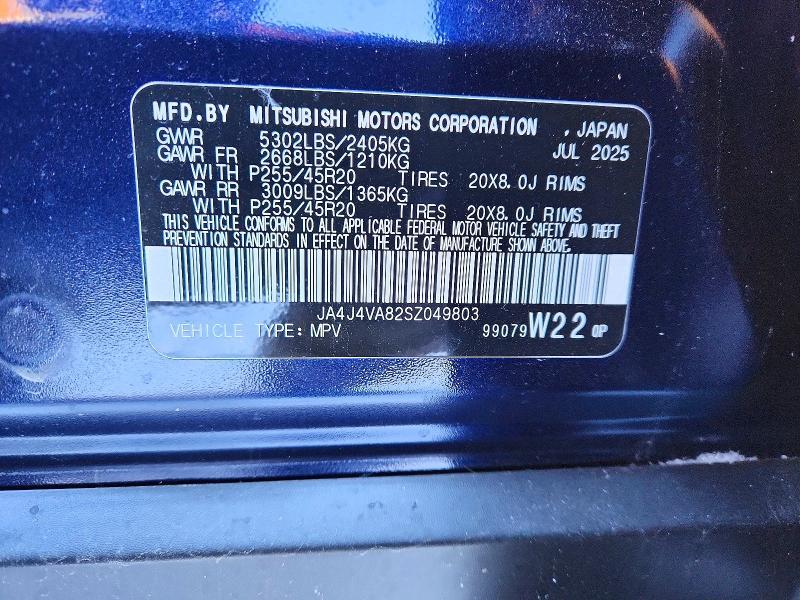 MFD.BY MITSUBISHI MOTORS CORPORATION , JAPAN
GVWR 5302LBS/2405KG JUL 2025
GAWR FR 2668LBS/1210KG
WITH P255/45R20 TIRES 20X8.0J RIMS
GAWR RR 3009LBS/1365KG
WITH P255/45R20 TIRES 20X8.0J RIMS
THIS VEHICLE CONFORMS TO ALL APPLICABLE FEDERAL MOTOR VEHICLE SAFETY AND THEFT
PREVENTION STANDARDS IN EFFECT ON THE DATE OF MANUFACTURE SHOWN ABOVE.
JA4J4VA82SZ049803
VEHICLE TYPE: MPV 99079 W22 0P